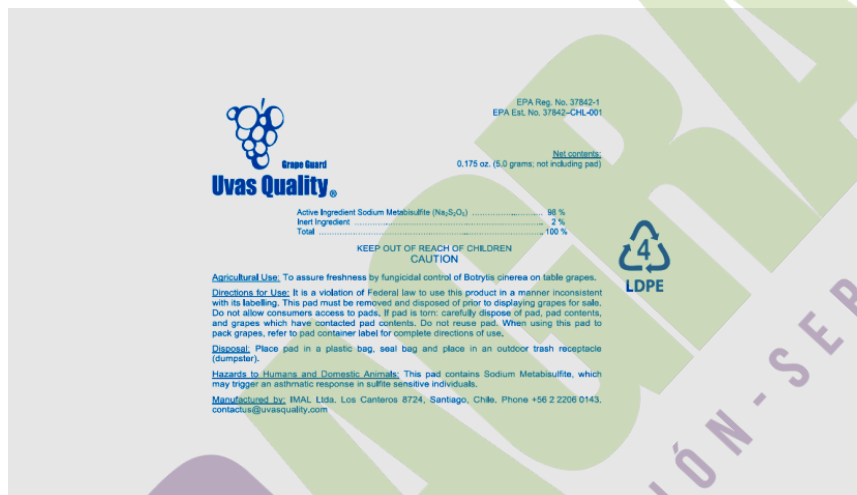 EPA Reg. No. 37842-1
EPA Est. No. 37842–CHL-001
Net contents:
0.175 oz. (5.0 grams; not including pad)
Grape Guard
Uvas Quality®
Active Ingredient Sodium Metabisulfite (Na₂S₂O₅) ........................ 98 %
Inert Ingredient ........................................................ 2 %
Total ........................................................ 100 %
KEEP OUT OF REACH OF CHILDREN
CAUTION
4
LDPE
Agricultural Use: To assure freshness by fungicidal control of Botrytis cinerea on table grapes.
Directions for Use: It is a violation of Federal law to use this product in a manner inconsistent
with its labelling. This pad must be removed and disposed of prior to displaying grapes for sale.
Do not allow consumers access to pads. If pad is torn: carefully dispose of pad, pad contents,
and grapes which have contacted pad contents. Do not reuse pad. When using this pad to
pack grapes, refer to pad container label for complete directions of use.
Disposal: Place pad in a plastic bag, seal bag and place in an outdoor trash receptacle
(dumpster).
Hazards to Humans and Domestic Animals: This pad contains Sodium Metabisulfite, which
may trigger an asthmatic response in sulfite sensitive individuals.
Manufactured by: IMAL Ltda. Los Canteros 8724, Santiago, Chile. Phone +56 2 2206 0143.
contactus@uvasquality.com